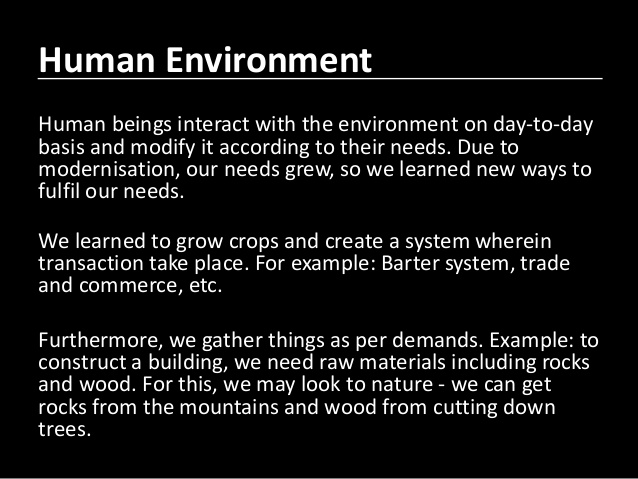 Human Environment
Human beings interact with the environment on day-to-day
basis and modify it according to their needs. Due to
modernisation, our needs grew, so we learned new ways to
fulfil our needs.
We learned to grow crops and create a system wherein
transaction take place. For example: Barter system, trade
and commerce, etc.
Furthermore, we gather things as per demands. Example: to
construct a building, we need raw materials including rocks
and wood. For this, we may look to nature - we can get
rocks from the mountains and wood from cutting down
trees.